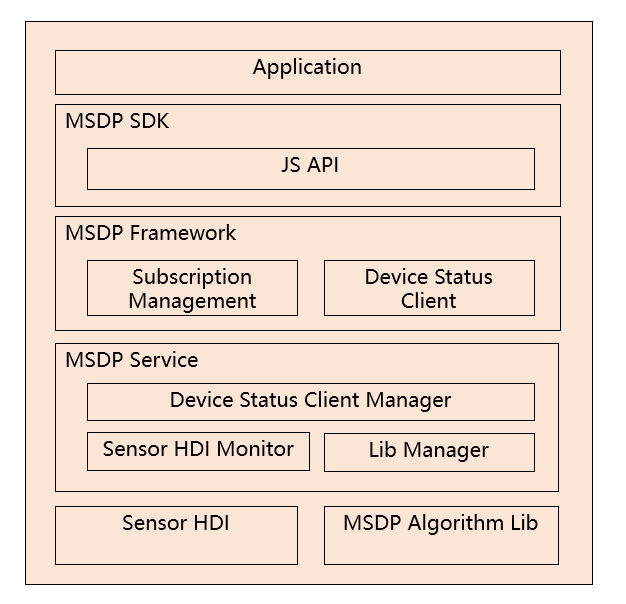 Application
MSDP SDK
JS API
MSDP Framework
Subscription
Management
Device Status
Client
MSDP Service
Device Status Client Manager
Sensor HDI Monitor
Lib Manager
Sensor HDI
MSDP Algorithm Lib